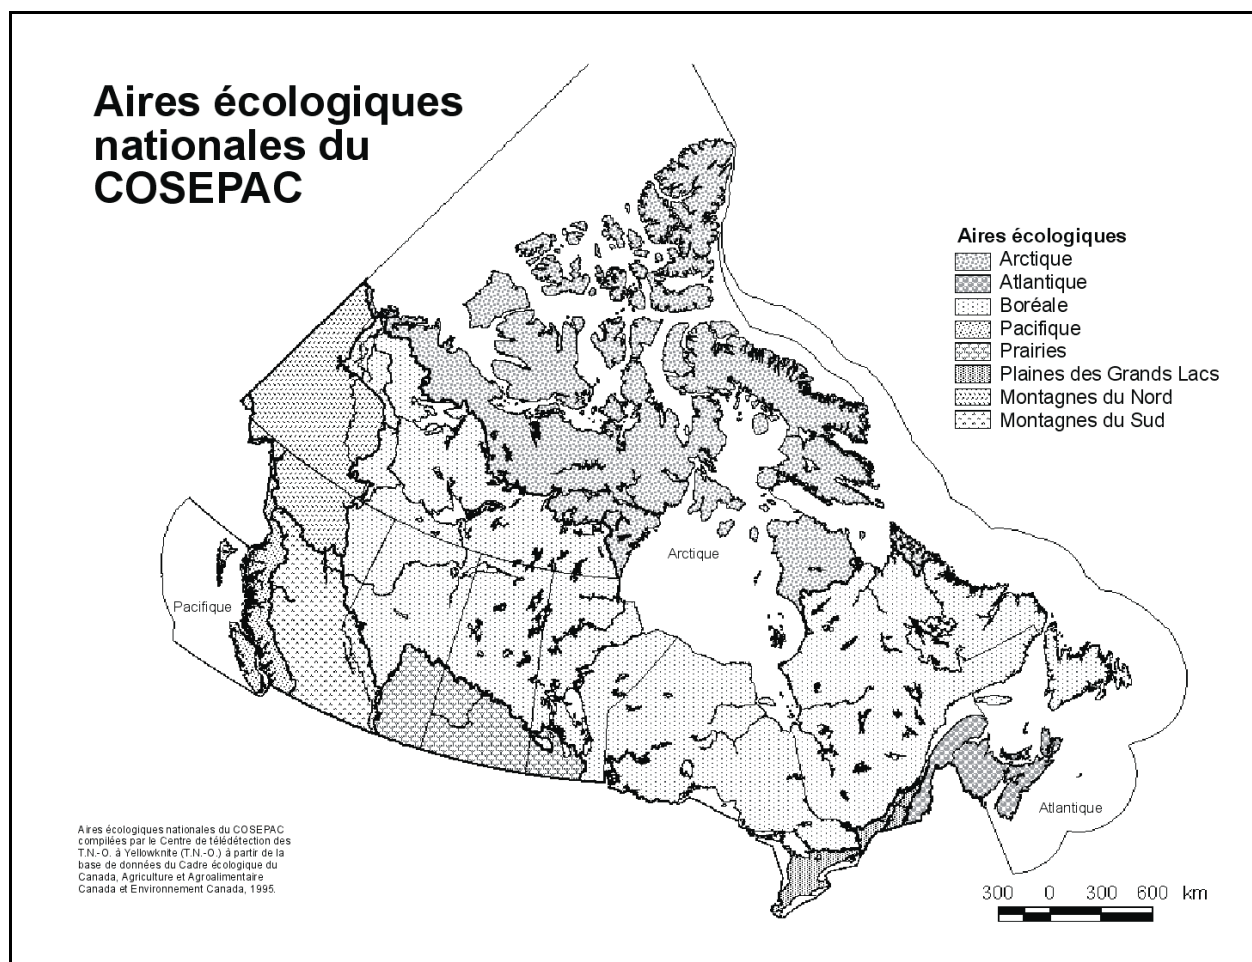 Aires écologiques
nationales du
COSEPAC
Aires écologiques
Arctique
Atlantique
Boréale
Pacifique
Prairies
Plaines des Grands Lacs
Montagnes du Nord
Montagnes du Sud
Arctique
Pacifique
Atlantique
Aires écologiques nationales du COSEPAC
compilées par le Centre de télédétection des
T.N.-O. à Yellowknite (T.N.-O.) à partir de la
base de données du Cadre écologique du
Canada, Agriculture et Agroalimentaire
Canada et Environnement Canada, 1995.
300 0 300 600 km